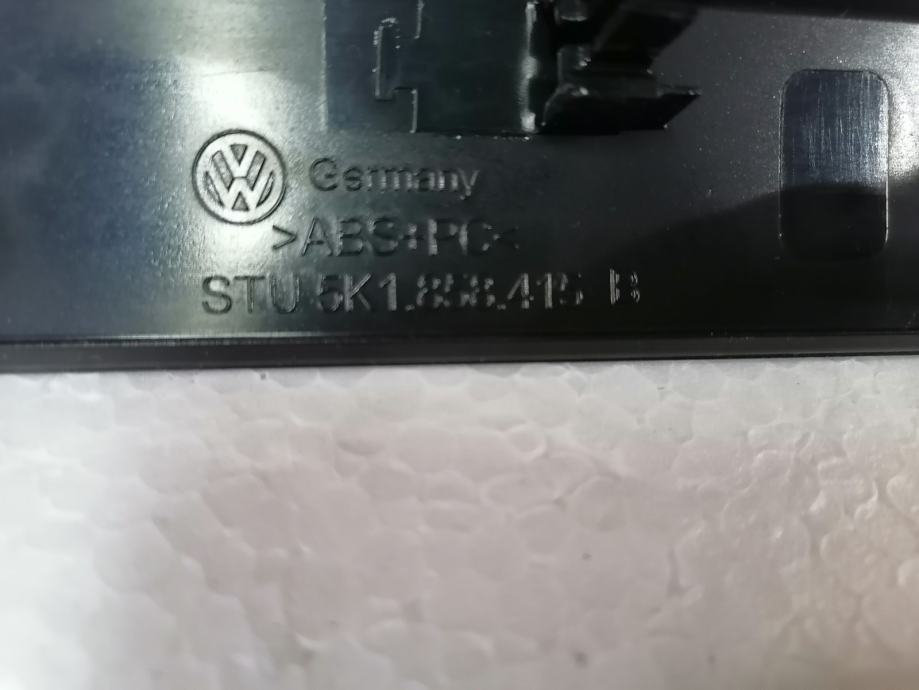 Germany
>ABS+PC<
STU 5K1.858.415 B